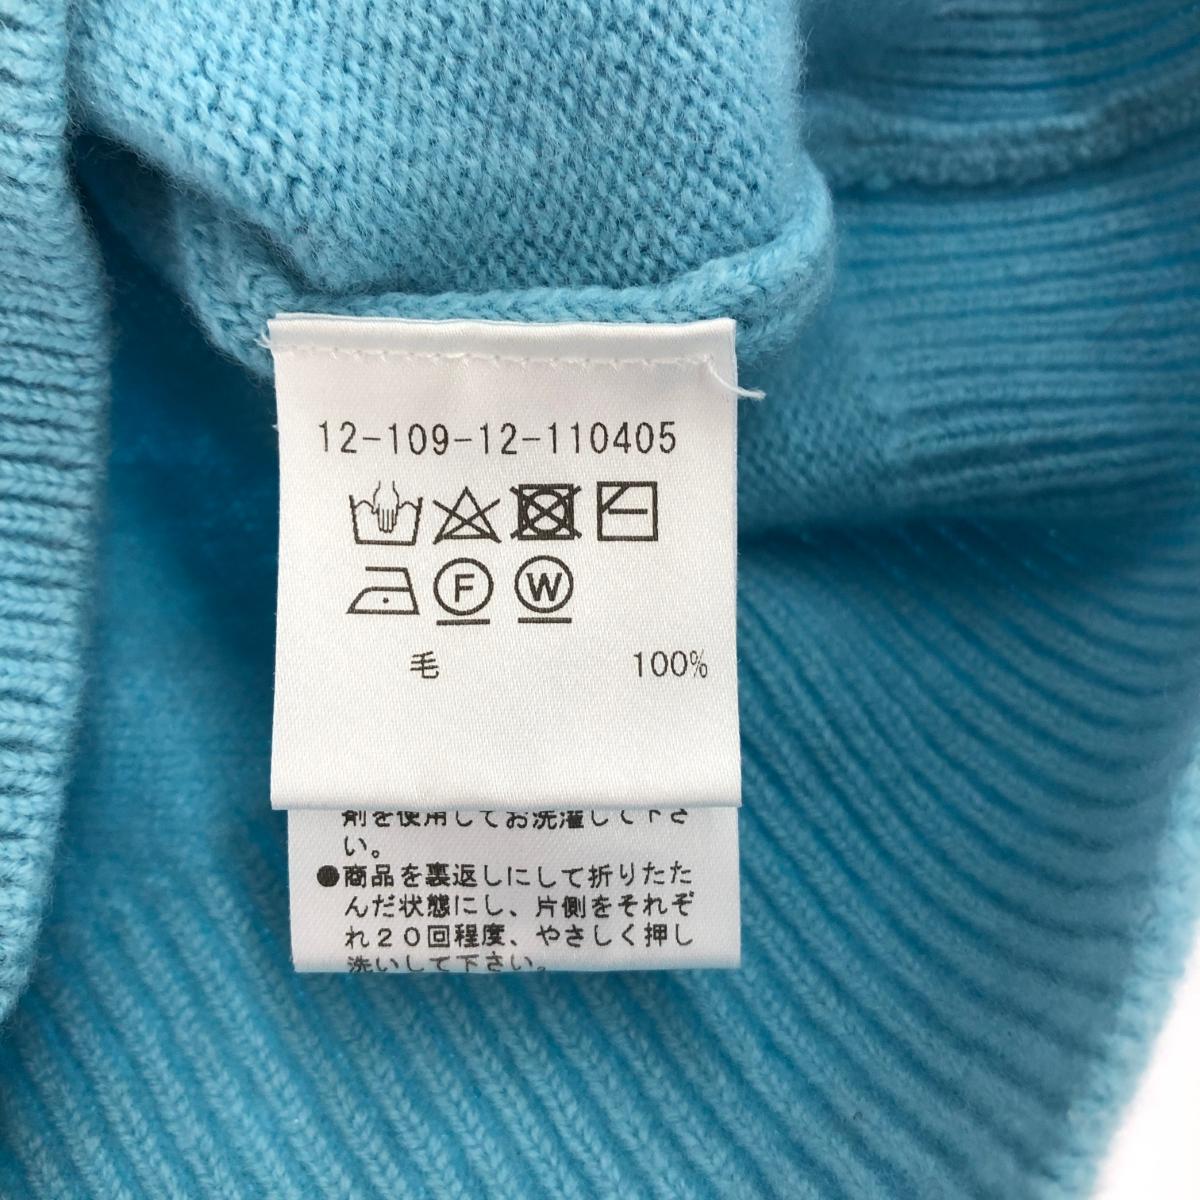 12-109-12-110405
F W
毛 100%
剤を使用してお洗濯して下さ
い。
●商品を裏返しにして折りたた
んだ状態にし、片側をそれぞ
れ20回程度、やさしく押し
洗いして下さい。